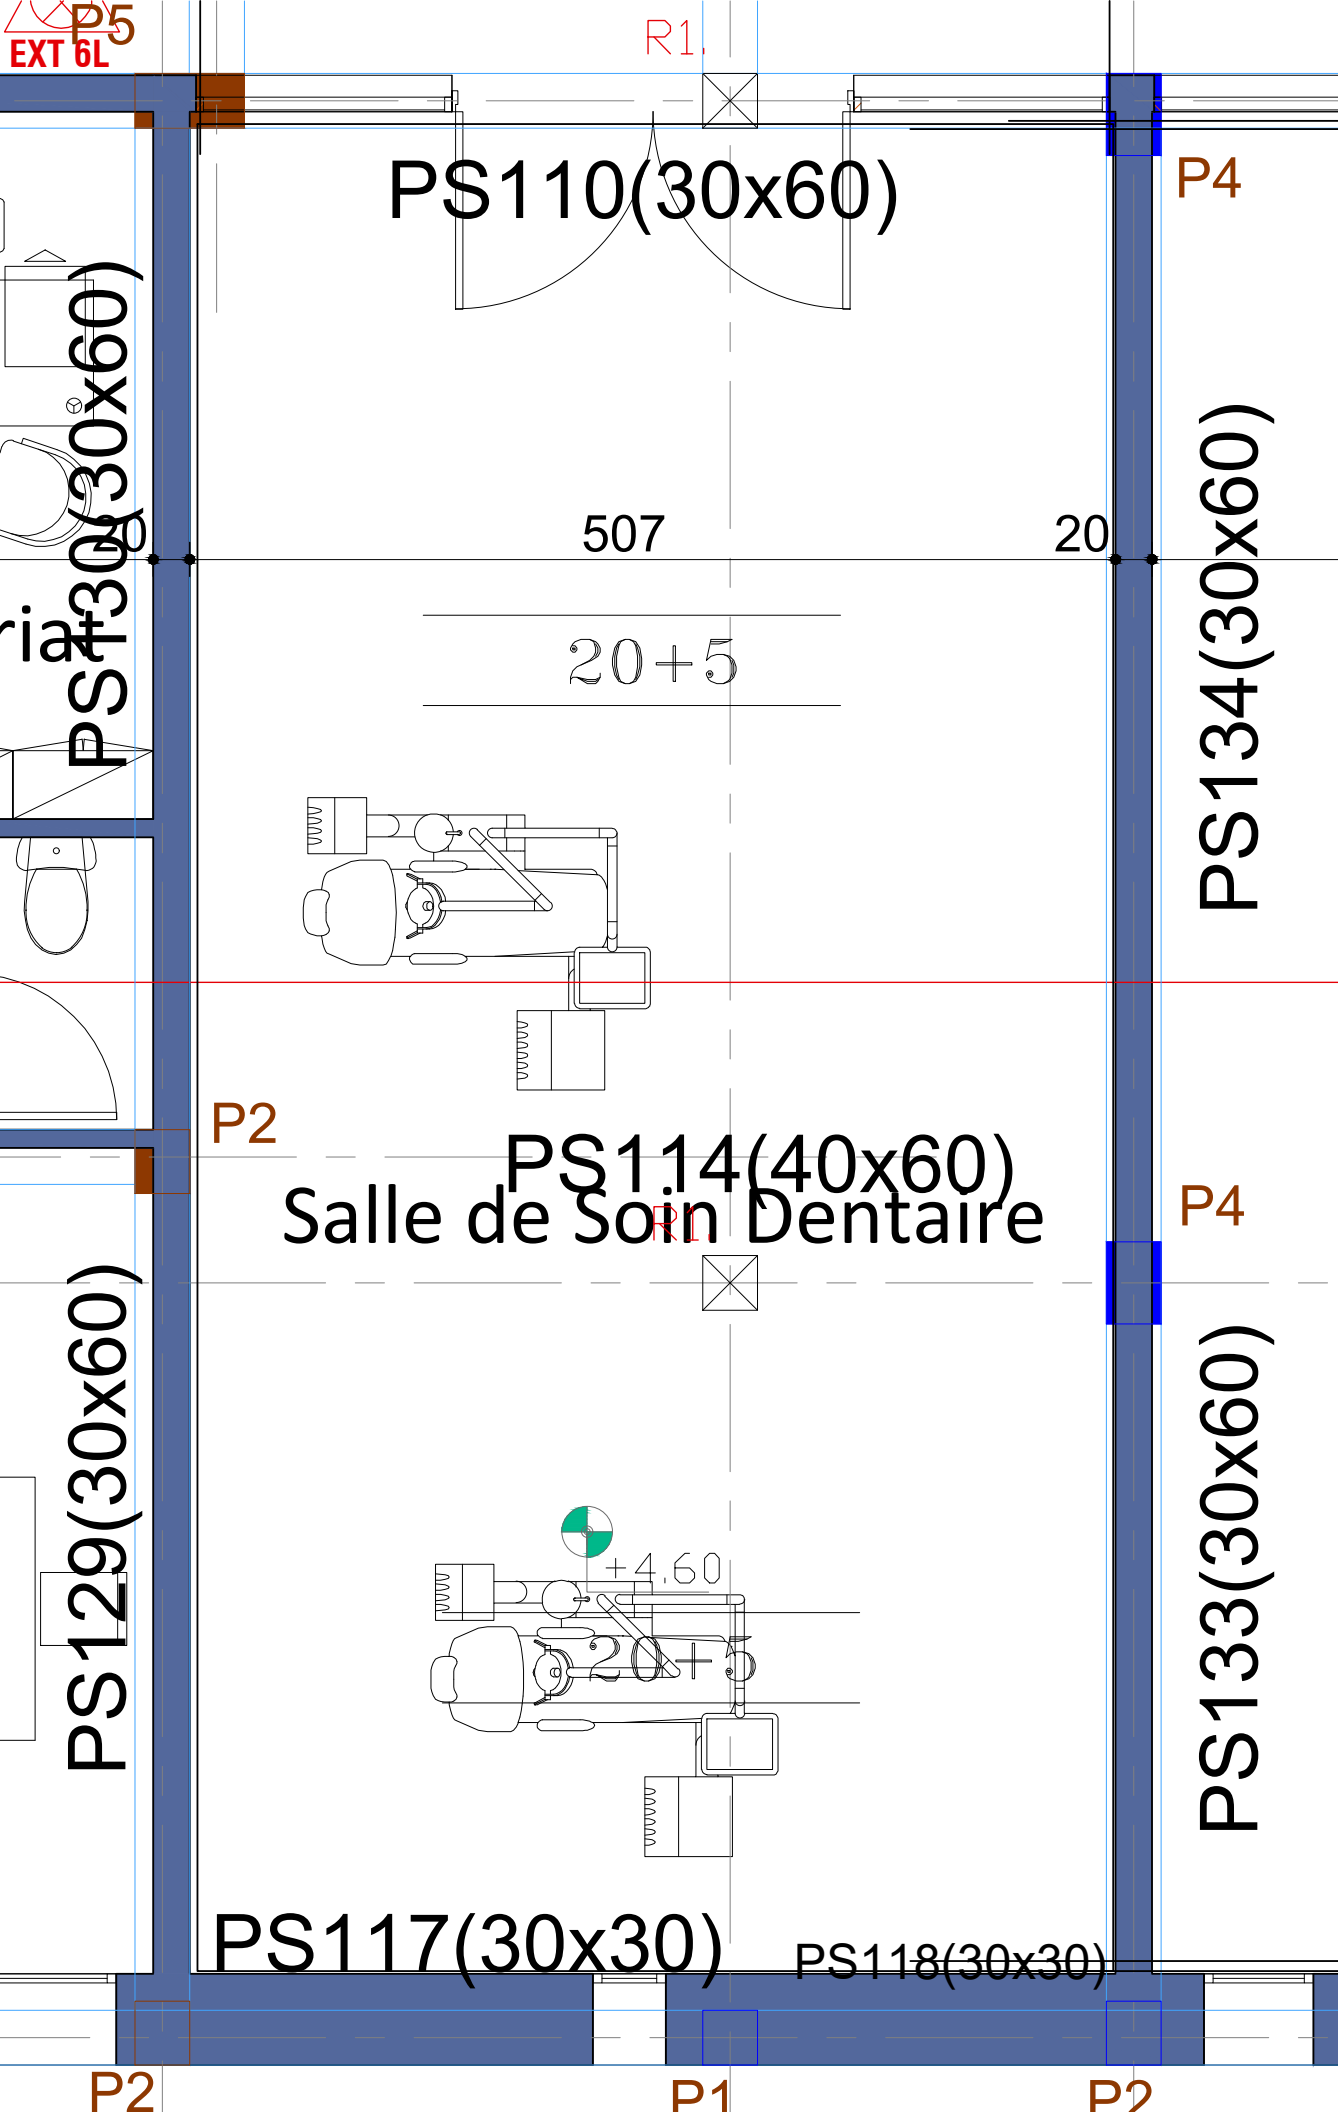 P5
EXT 6L
R1.
P4
PS110(30x60)
PS130(30x60)
PS134(30x60)
20
507
20
riat
20+5
P2
PS114(40x60)
Salle de Soin Dentaire
R1.
P4
PS129(30x60)
PS133(30x60)
+4.60
20+5
PS117(30x30)
PS118(30x30)
P2
P1
P2